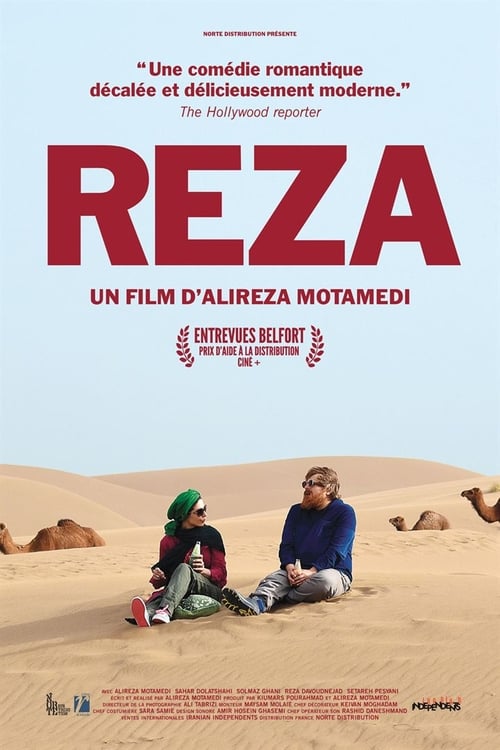 NORTE DISTRIBUTION PRÉSENTE
“Une comédie romantique
décalée et délicieusement moderne.”
The Hollywood reporter
REZA
UN FILM D’ALIREZA MOTAMEDI
ENTREVUES BELFORT
PRIX D’AIDE À LA DISTRIBUTION
CINÉ +
AVEC ALIREZA MOTAMEDI SAHAR DOLATSHAHI SOLMAZ GHANI REZA DAVOUDNEJAD SETAREH PESYANI
ÉCRIT ET RÉALISÉ PAR ALIREZA MOTAMEDI PRODUIT PAR KIUMARS POURAHMAD ET ALIREZA MOTAMEDI
DIRECTEUR DE LA PHOTOGRAPHIE ALI TABRIZI MONTEUR MAYSAM MOLAIE CHEF DÉCORATEUR KEIVAN MOGHADAM
CHEF COSTUMIÈRE SARA SAMIE DESIGN SONORE AMIR HOSEIN GHASEMI CHEF OPÉRATEUR SON RASHID DANESHMAND
VENTES INTERNATIONALES IRANIAN INDEPENDENTS DISTRIBUTION FRANCE NORTE DISTRIBUTION
INDEPENDENTS